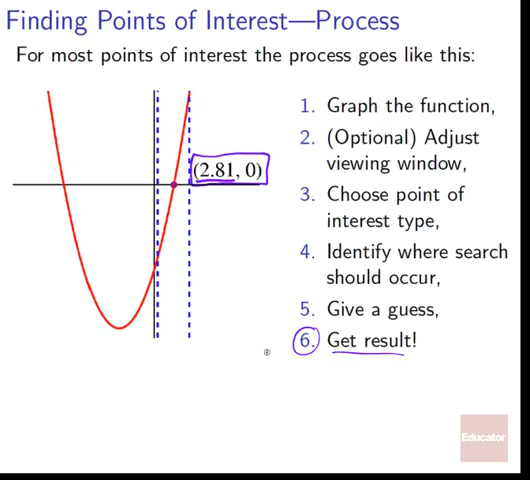 Finding Points of Interest—Process
For most points of interest the process goes like this:
(2.81, 0)
1. Graph the function,
2. (Optional) Adjust
viewing window,
3. Choose point of
interest type,
4. Identify where search
should occur,
5. Give a guess,
6. Get result!
Educator